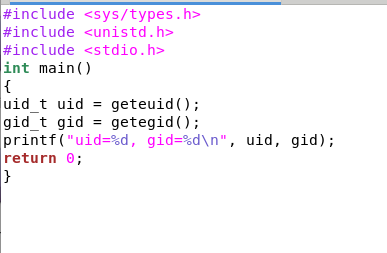 #include <sys/types.h>
#include <unistd.h>
#include <stdio.h>
int main()
{
uid_t uid = geteuid();
gid_t gid = getegid();
printf("uid=%d, gid=%d\n", uid, gid);
return 0;
}